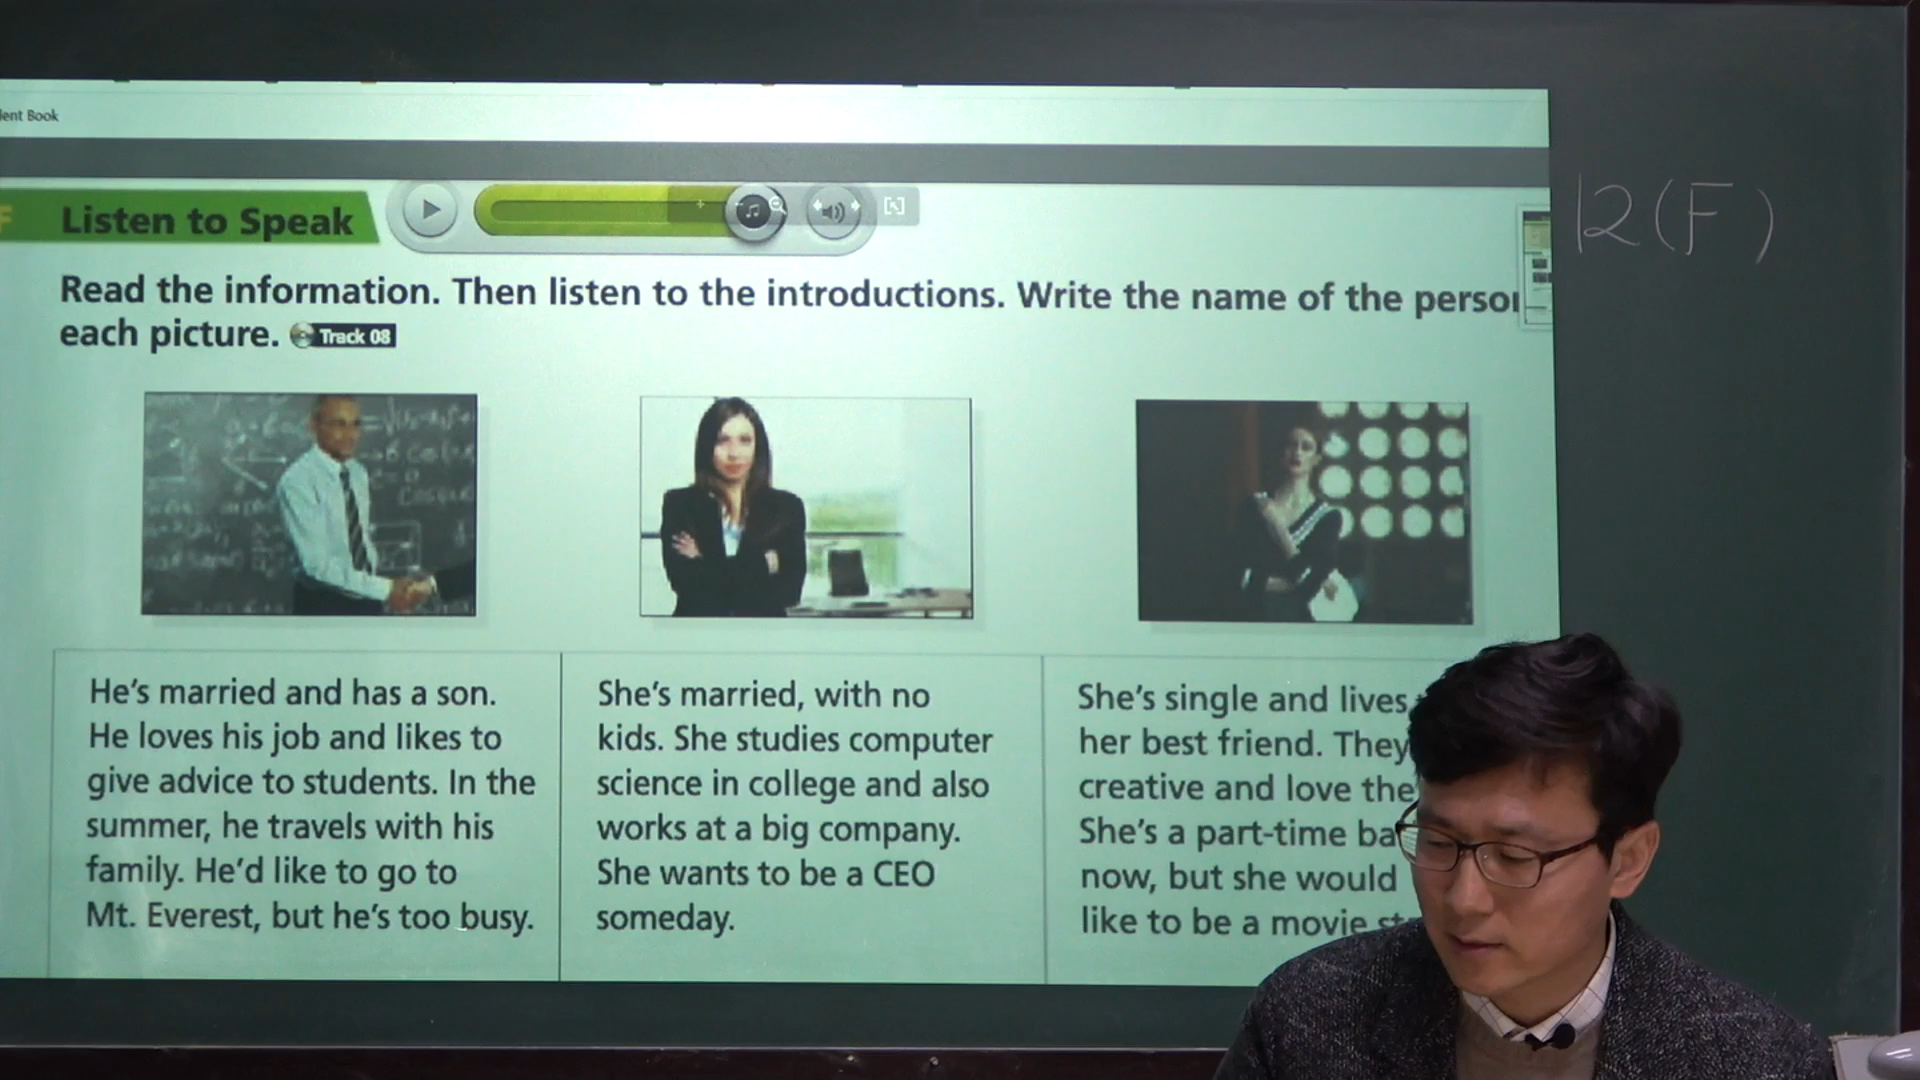 lent Book
F Listen to Speak
12(F)
Read the information. Then listen to the introductions. Write the name of the person
each picture. Track 08
He's married and has a son.
He loves his job and likes to
give advice to students. In the
summer, he travels with his
family. He'd like to go to
Mt. Everest, but he's too busy.
She's married, with no
kids. She studies computer
science in college and also
works at a big company.
She wants to be a CEO
someday.
She's single and lives
her best friend. They
creative and love the
She's a part-time ba
now, but she would
like to be a movie st